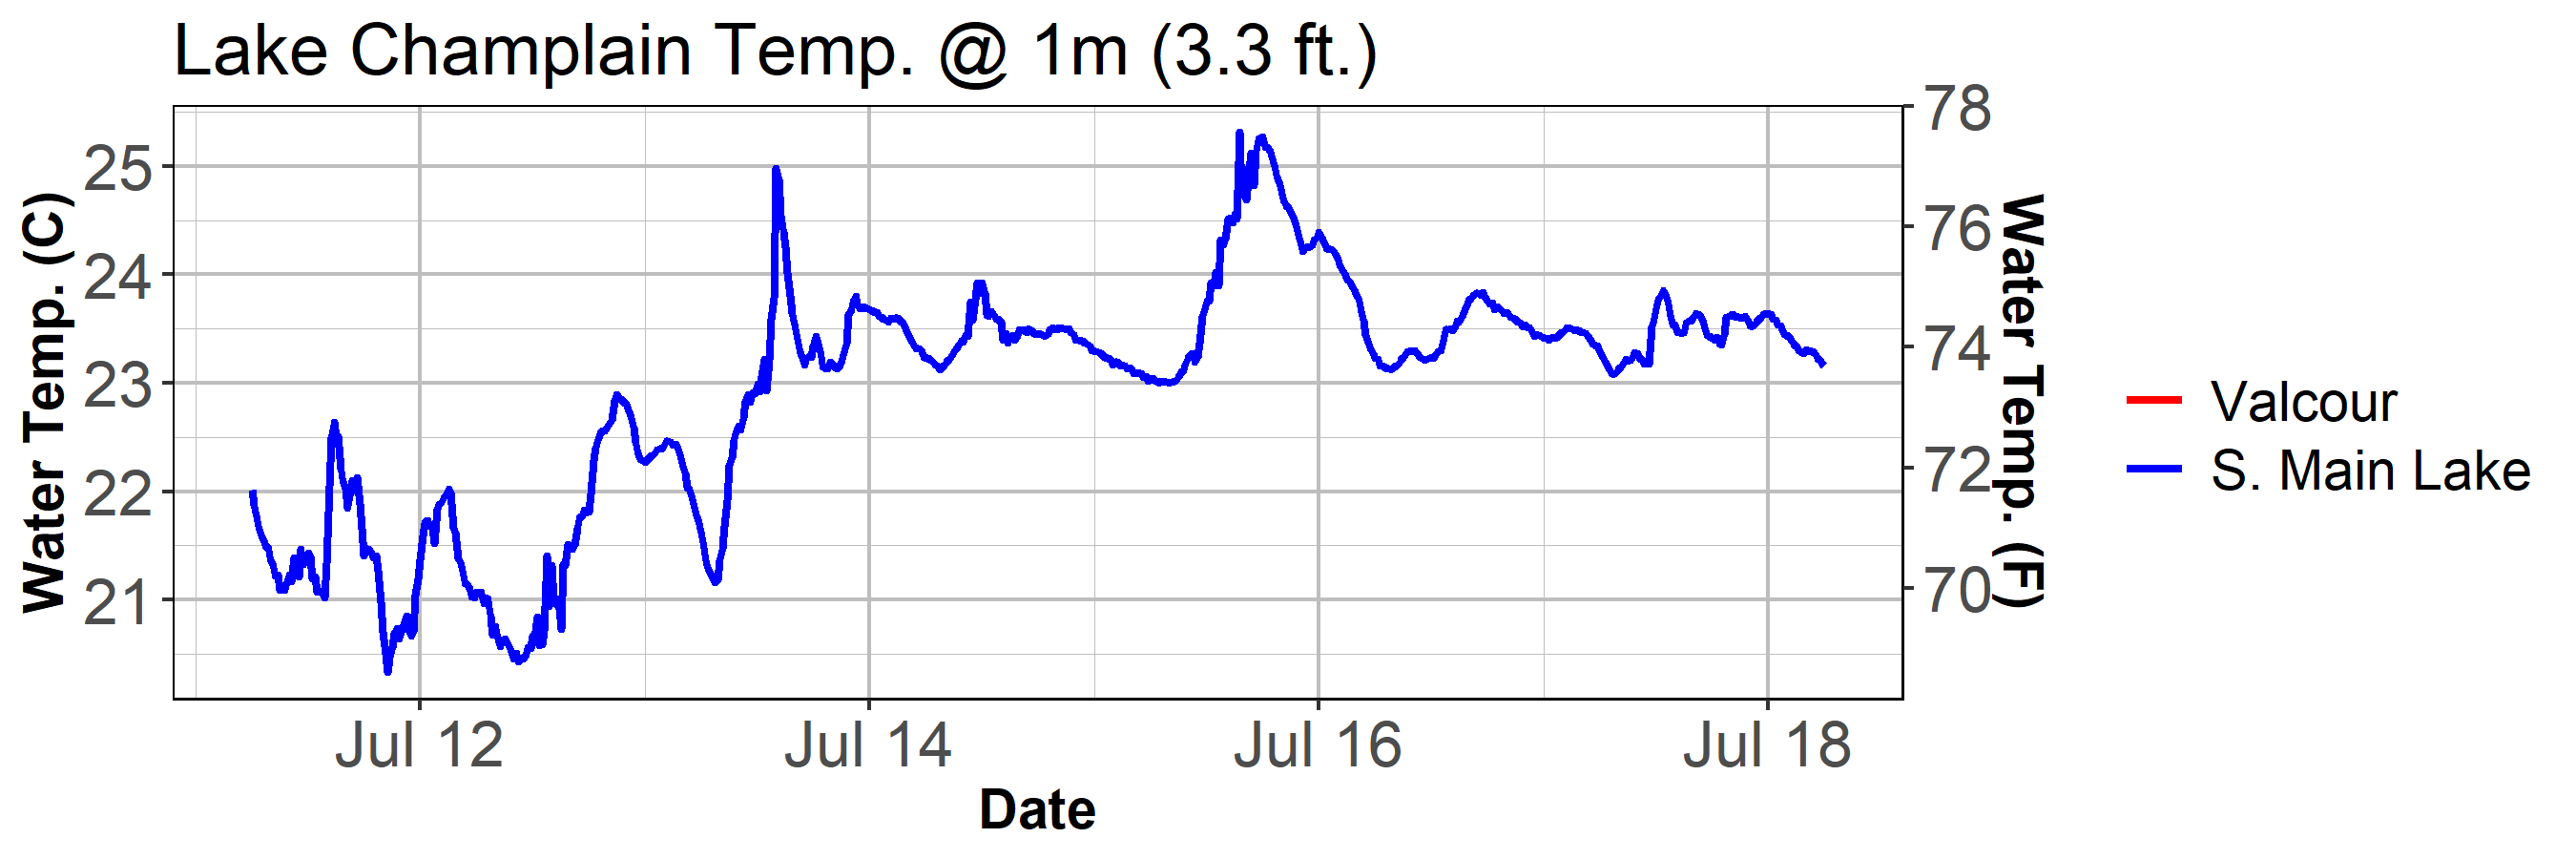 Lake Champlain Temp. @ 1m (3.3 ft.)
Water Temp. (C)
25
24
23
22
21
78
76
74
72
70
Water Temp. (F)
Jul 12
Jul 14
Jul 16
Jul 18
Date
Valcour
S. Main Lake